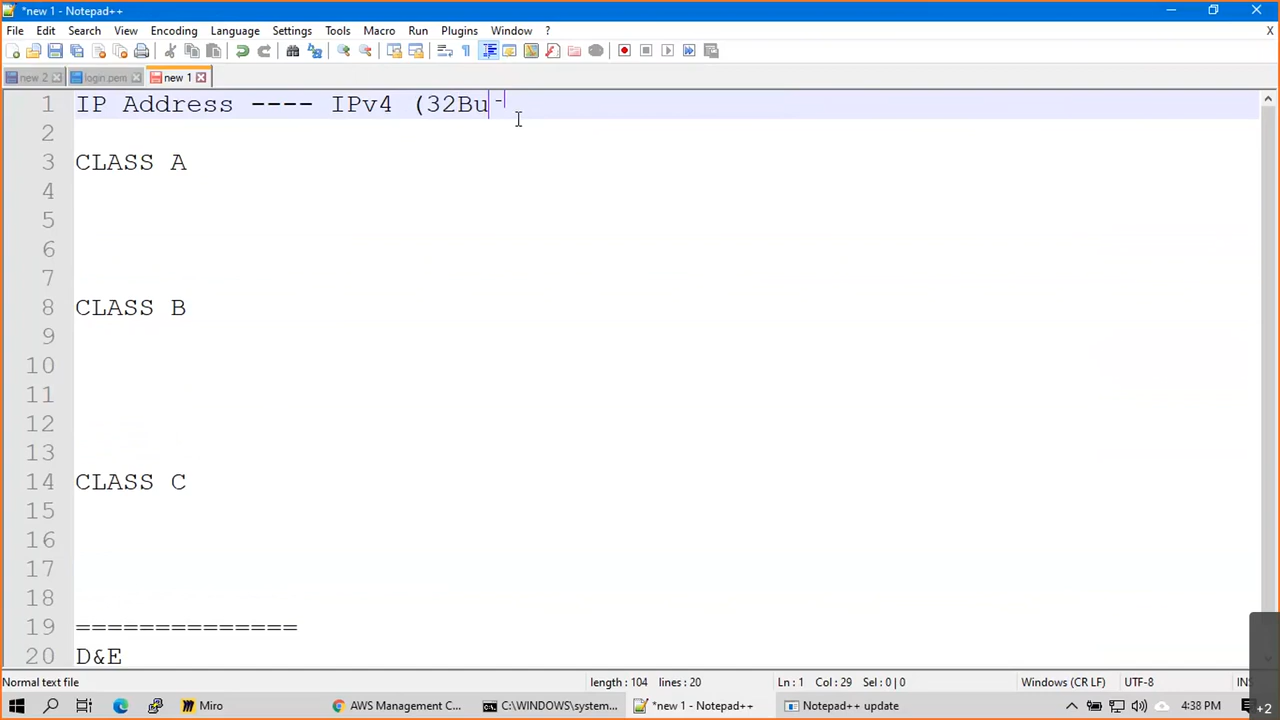 *new 1 - Notepad++
File Edit Search View Encoding Language Settings Tools Macro Run Plugins Window ? X
new 2 login pem new 1
1 IP Address ---- IPv4 (32Bu
2
3 CLASS A
4
5
6
7
8 CLASS B
9
10
11
12
13
14 CLASS C
15
16
17
18
19 ==============
20 D&E
Normal text file length : 104 lines : 20 Ln : 1 Col : 29 Sel : 0 | 0 Windows (CR LF) UTF-8 INS
Miro AWS Management C... C:\WINDOWS\system... *new 1 - Notepad++ Notepad++ update 4:38 PM +2